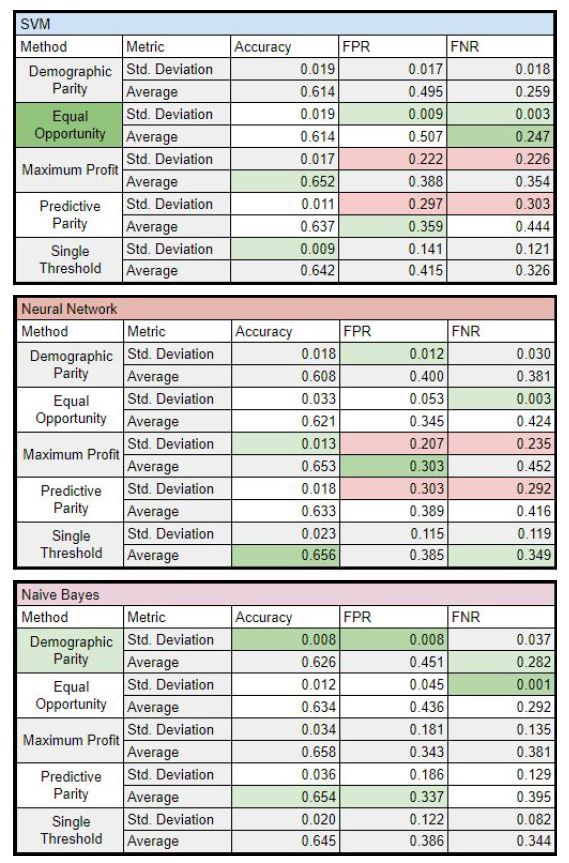 SVM
Method Metric Accuracy FPR FNR
Demographic Parity Std. Deviation 0.019 0.017 0.018
Average 0.614 0.495 0.259
Equal Opportunity Std. Deviation 0.019 0.009 0.003
Average 0.614 0.507 0.247
Maximum Profit Std. Deviation 0.017 0.222 0.226
Average 0.652 0.388 0.354
Predictive Parity Std. Deviation 0.011 0.297 0.303
Average 0.637 0.359 0.444
Single Threshold Std. Deviation 0.009 0.141 0.121
Average 0.642 0.415 0.326
Neural Network
Method Metric Accuracy FPR FNR
Demographic Parity Std. Deviation 0.018 0.012 0.030
Average 0.608 0.400 0.381
Equal Opportunity Std. Deviation 0.033 0.053 0.003
Average 0.621 0.345 0.424
Maximum Profit Std. Deviation 0.013 0.207 0.235
Average 0.653 0.303 0.452
Predictive Parity Std. Deviation 0.018 0.303 0.292
Average 0.633 0.389 0.416
Single Threshold Std. Deviation 0.023 0.115 0.119
Average 0.656 0.385 0.349
Naive Bayes
Method Metric Accuracy FPR FNR
Demographic Parity Std. Deviation 0.008 0.008 0.037
Average 0.626 0.451 0.282
Equal Opportunity Std. Deviation 0.012 0.045 0.001
Average 0.634 0.436 0.292
Maximum Profit Std. Deviation 0.034 0.181 0.135
Average 0.658 0.343 0.381
Predictive Parity Std. Deviation 0.036 0.186 0.129
Average 0.654 0.337 0.395
Single Threshold Std. Deviation 0.020 0.122 0.082
Average 0.645 0.386 0.344